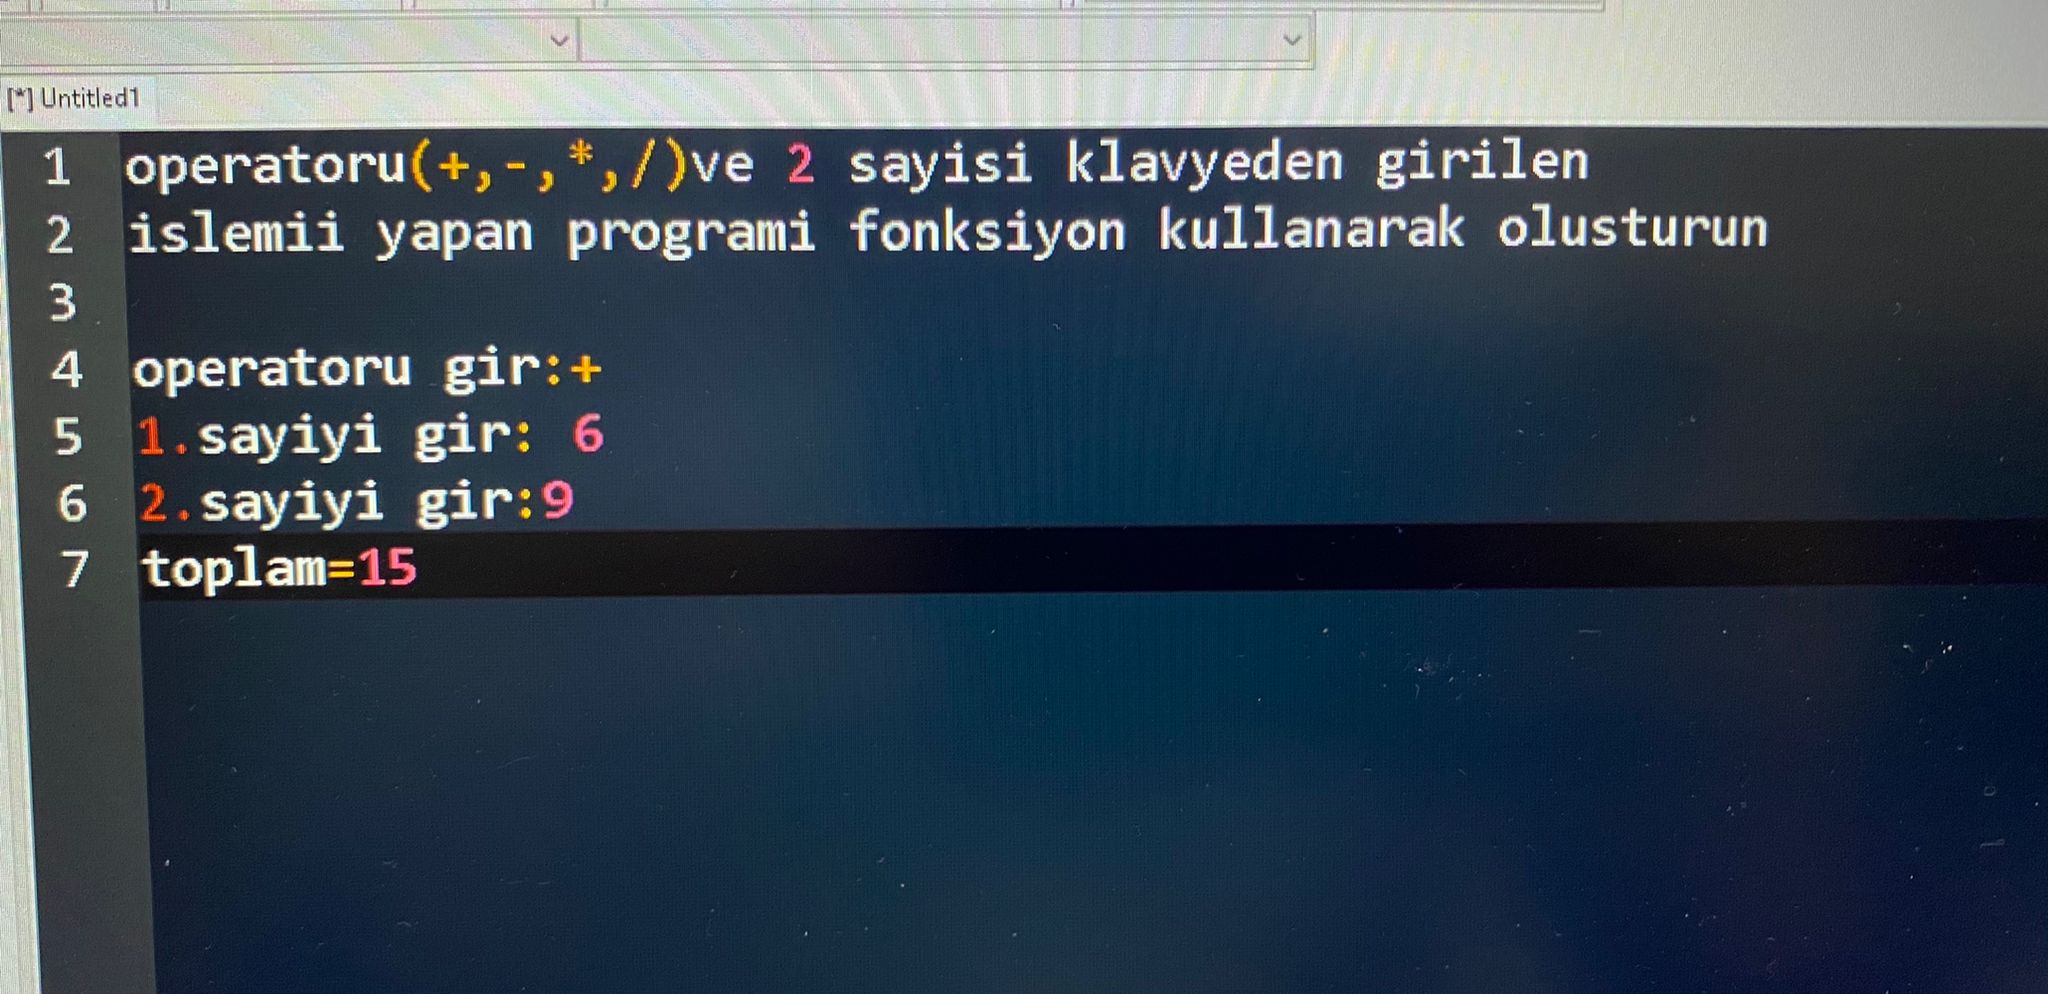 [*] Untitled1
1 operatoru(+,-,*,/)ve 2 sayisi klavyeden girilen
2 islemii yapan programi fonksiyon kullanarak olusturun
3
4 operatoru gir:+
5 1.sayiyi gir: 6
6 2.sayiyi gir:9
7 toplam=15